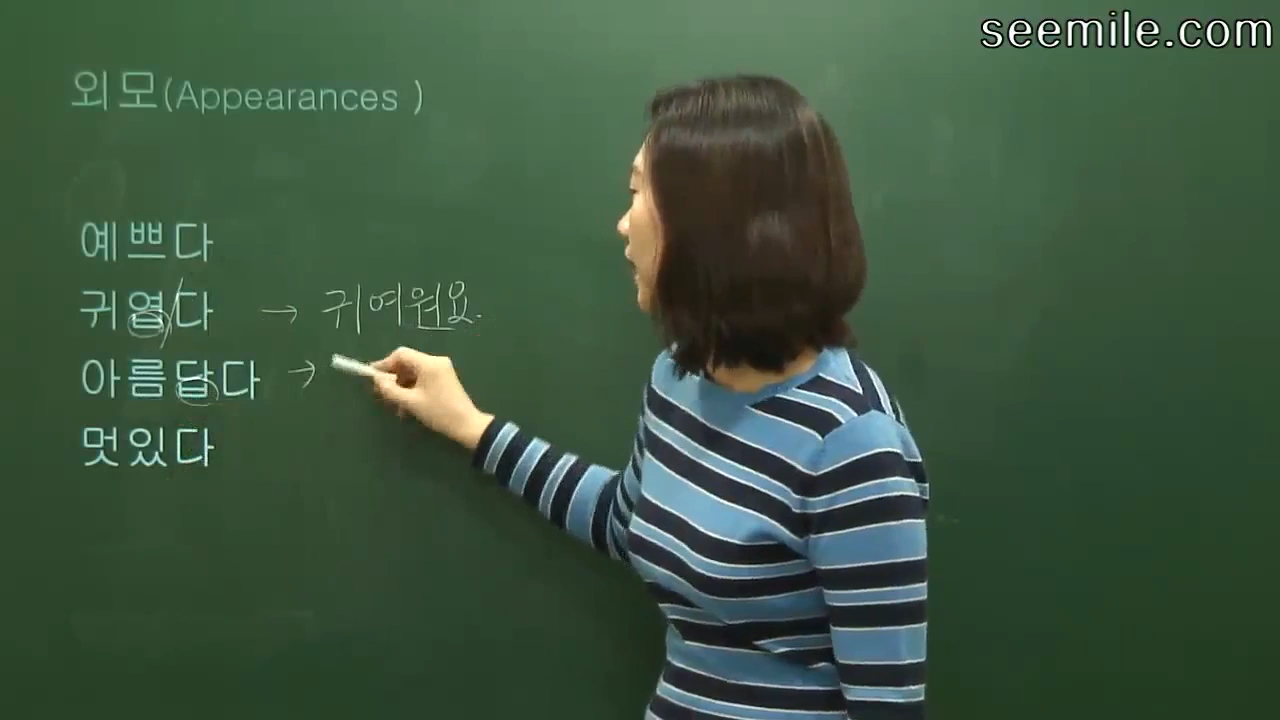 seemile.com
외모(Appearances )
예쁘다
귀엽다 → 귀여워요.
아름답다 →
멋있다